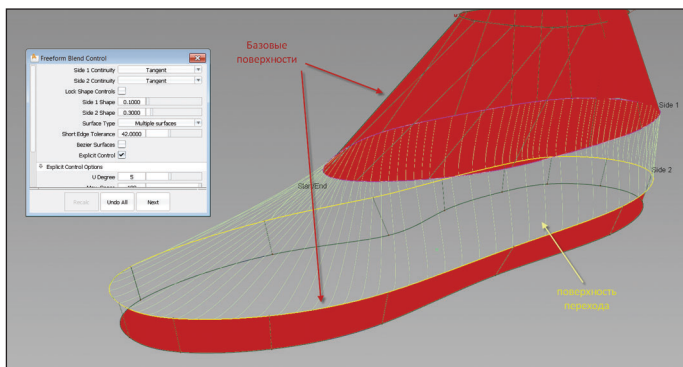 Freeform Blend Control
Side 1 Continuity Tangent
Side 2 Continuity Tangent
Lock Shape Controls
Side 1 Shape 0.1000
Side 2 Shape 0.3000
Surface Type Multiple surfaces
Short Edge Tolerance 42.0000
Bezier Surfaces
Explicit Control
Explicit Control Options
U Degree 5
Undo All Next
Базовые
поверхности
Side 1
Side 2
Start/End
поверхность
перехода